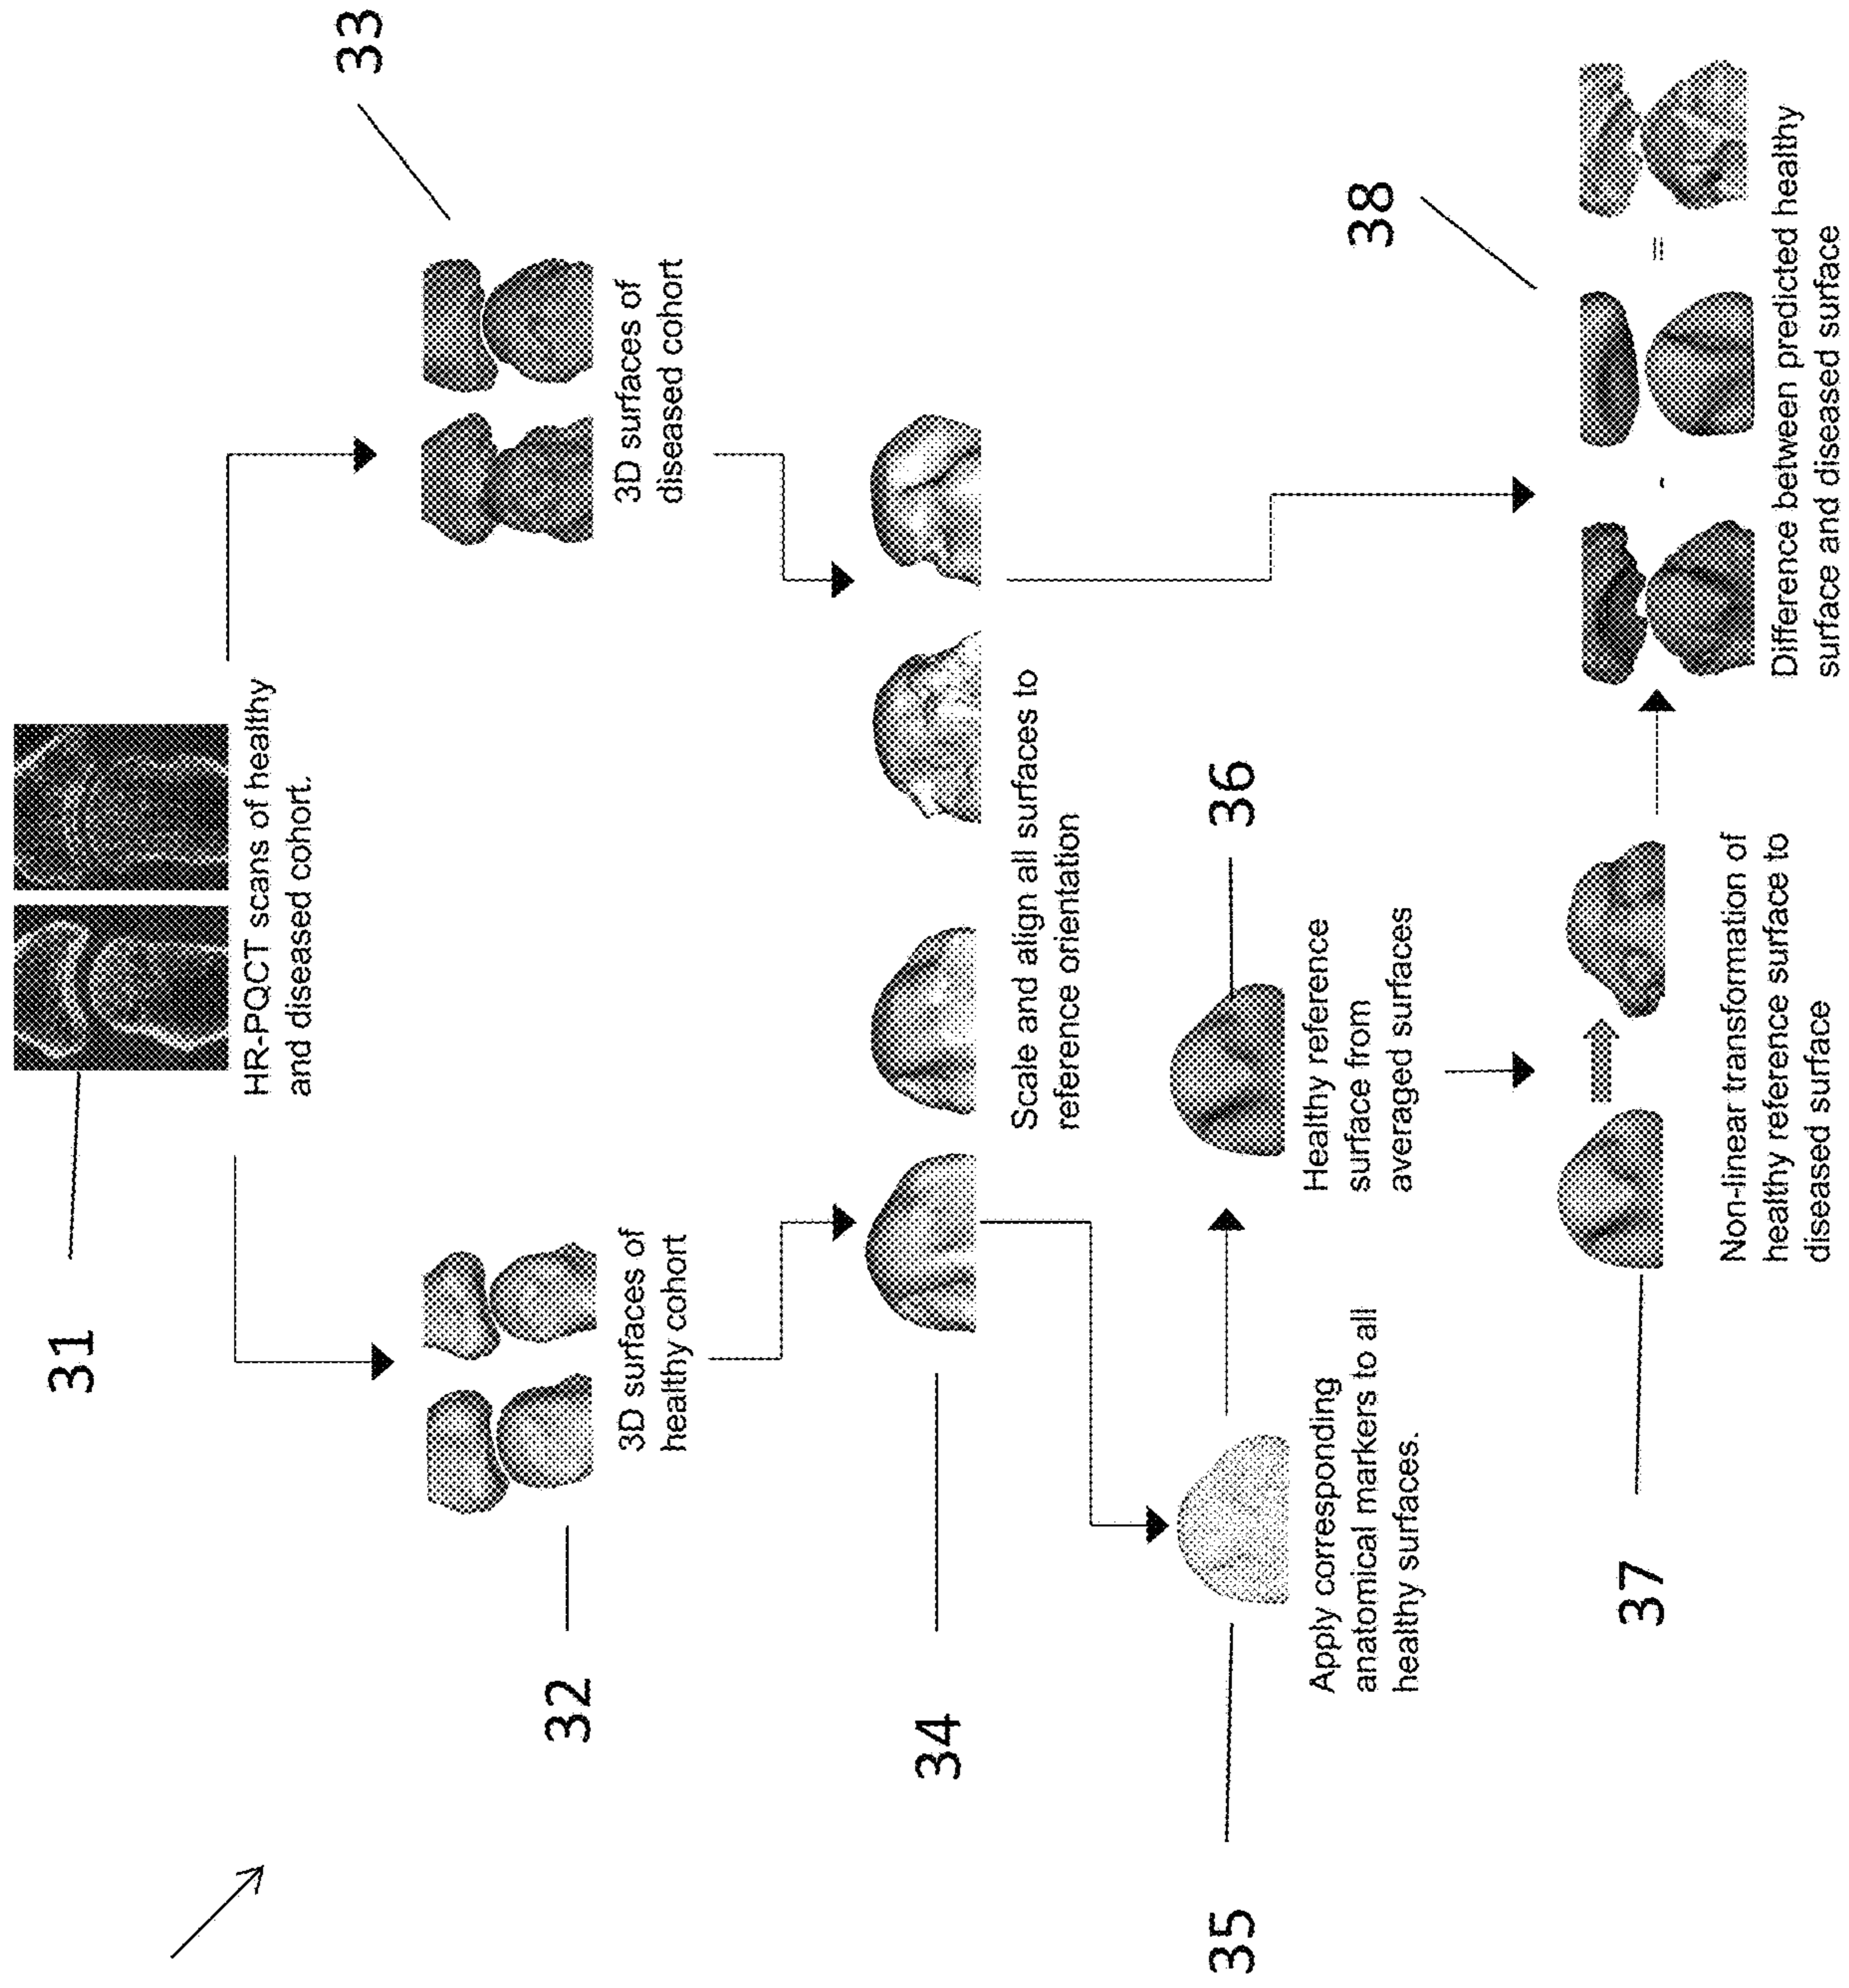 31
HR-PQCT scans of healthy
and diseased cohort.
32
3D surfaces of
healthy cohort
33
3D surfaces of
diseased cohort
34
Scale and align all surfaces to
reference orientation
35
Apply corresponding
anatomical markers to all
healthy surfaces.
36
Healthy reference
surface from
averaged surfaces
37
Non-linear transformation of
healthy reference surface to
diseased surface
38
- =
Difference between predicted healthy
surface and diseased surface